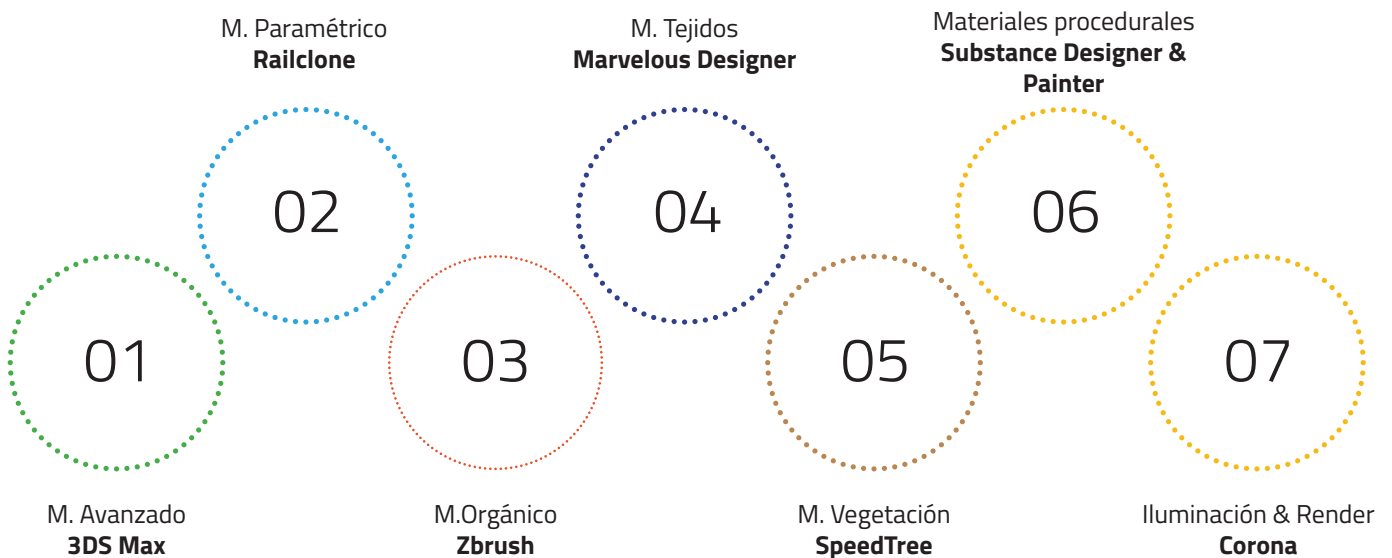 M. Paramétrico
Railclone
M. Tejidos
Marvelous Designer
Materiales procedurales
Substance Designer &
Painter
02
04
06
01
03
05
07
M. Avanzado
3DS Max
M.Orgánico
Zbrush
M. Vegetación
SpeedTree
Iluminación & Render
Corona